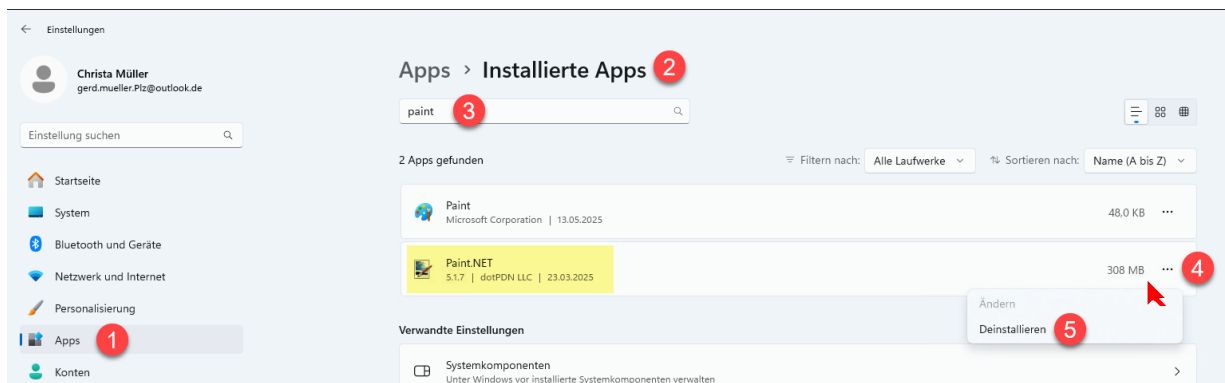 ← Einstellungen
Christa Müller
gerd.mueller.Plz@outlook.de
Einstellung suchen
Startseite
System
Bluetooth und Geräte
Netzwerk und Internet
Personalisierung
Apps 1
Konten
Apps > Installierte Apps 2
paint 3
2 Apps gefunden
Filtern nach: Alle Laufwerke
Sortieren nach: Name (A bis Z)
Paint
Microsoft Corporation | 13.05.2025
48,0 KB ...
Paint.NET
5.1.7 | dotPDN LLC | 23.03.2025
308 MB ... 4
Ändern
Deinstallieren 5
Verwandte Einstellungen
Systemkomponenten
Unter Windows vor installierte Systemkomponenten verwalten